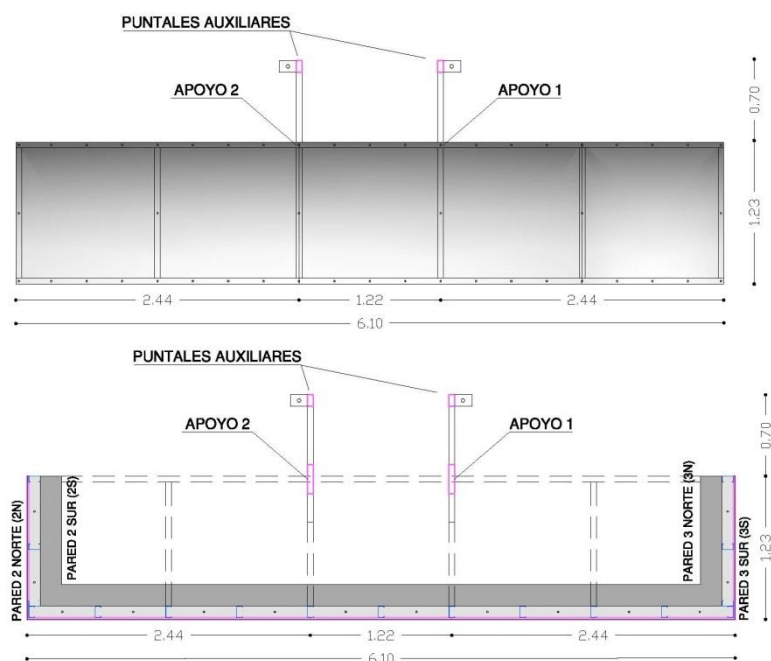 PUNTALES AUXILIARES
APOYO 2
APOYO 1
0.70
1.23
2.44
1.22
2.44
6.10
PUNTALES AUXILIARES
APOYO 2
APOYO 1
0.70
PARED 2 NORTE (2N)
PARED 2 SUR (2S)
PARED 3 NORTE (3N)
PARED 3 SUR (3S)
1.23
2.44
1.22
2.44
6.10